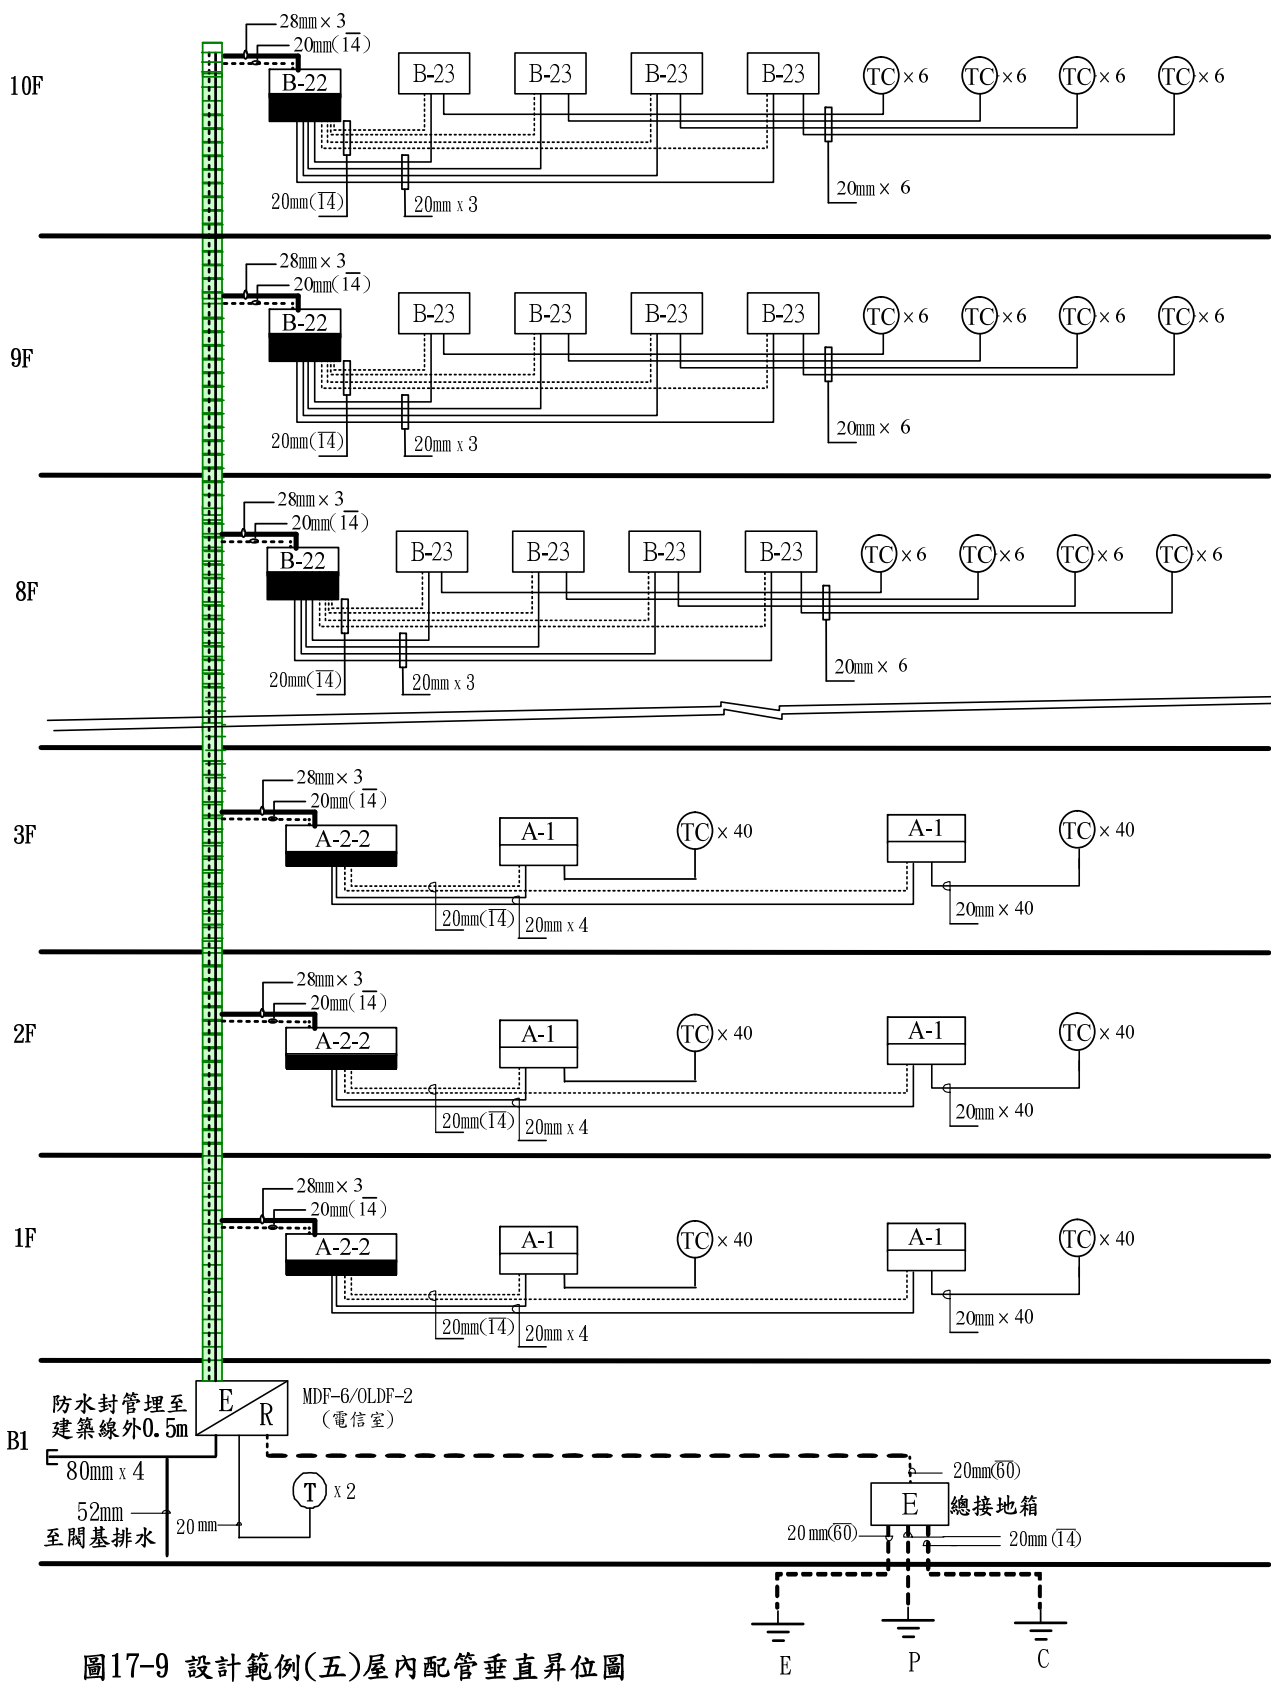 28mm × 3
20mm(14)
10F
B-22
B-23
B-23
B-23
B-23
TC × 6
TC × 6
TC × 6
TC × 6
20mm(14)
20mm x 3
20mm × 6
28mm × 3
20mm(14)
9F
B-22
B-23
B-23
B-23
B-23
TC × 6
TC × 6
TC × 6
TC × 6
20mm(14)
20mm x 3
20mm × 6
28mm × 3
20mm(14)
8F
B-22
B-23
B-23
B-23
B-23
TC × 6
TC × 6
TC × 6
TC × 6
20mm(14)
20mm x 3
20mm × 6
28mm × 3
20mm(14)
3F
A-2-2
A-1
TC × 40
A-1
TC × 40
20mm(14)
20mm x 4
20mm × 40
28mm × 3
20mm(14)
2F
A-2-2
A-1
TC × 40
A-1
TC × 40
20mm(14)
20mm x 4
20mm × 40
28mm × 3
20mm(14)
1F
A-2-2
A-1
TC × 40
A-1
TC × 40
20mm(14)
20mm x 4
20mm × 40
防水封管埋至
建築線外0.5m
E
R
MDF-6/OLDF-2
(電信室)
B1
80mm x 4
52mm
至閥基排水
20 mm
T x 2
20mm(60)
E
總接地箱
20 mm(60)
20mm (14)
E
P
C
圖17-9 設計範例(五)屋內配管垂直昇位圖